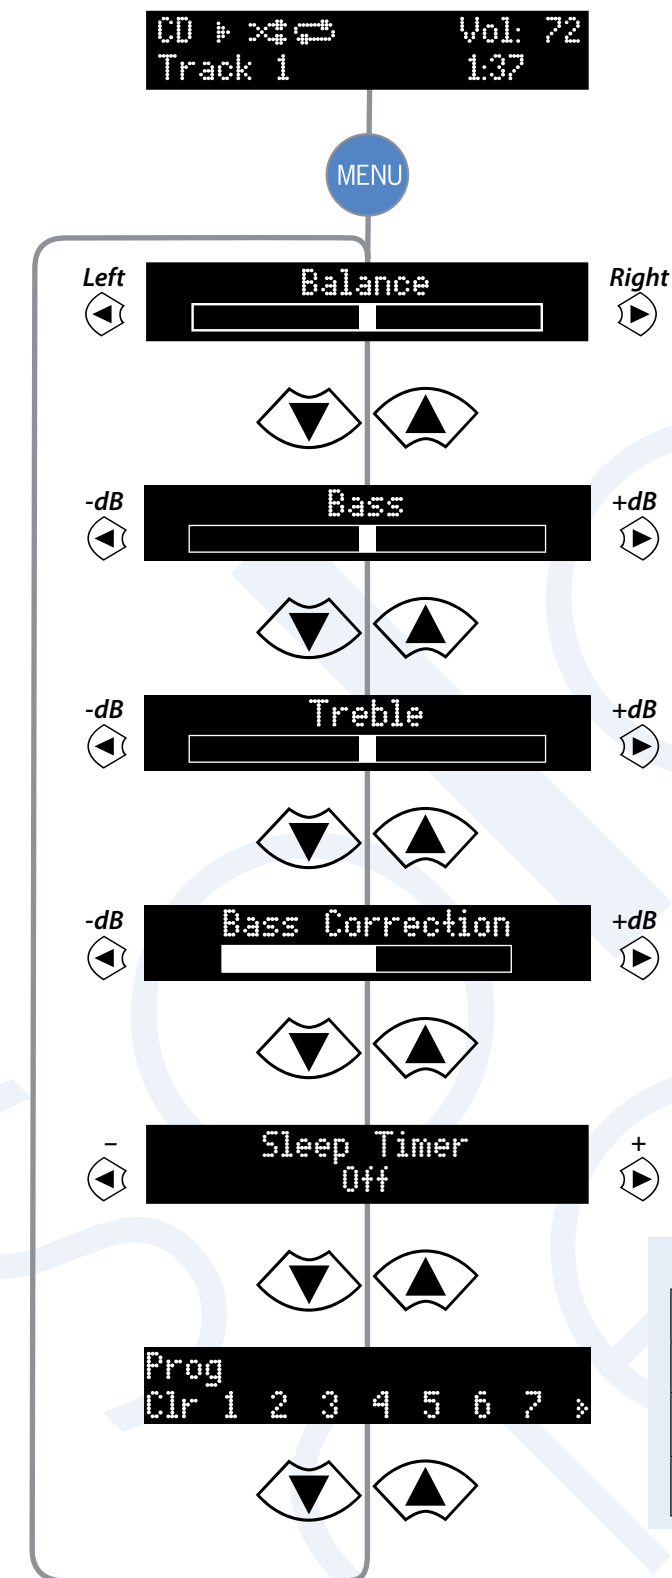 CD Vol: 72
Track 1 1:37
MENU
Left Balance Right
-dB Bass +dB
-dB Treble +dB
-dB Bass Correction +dB
– Sleep Timer +
Off
Prog
Clr 1 2 3 4 5 6 7